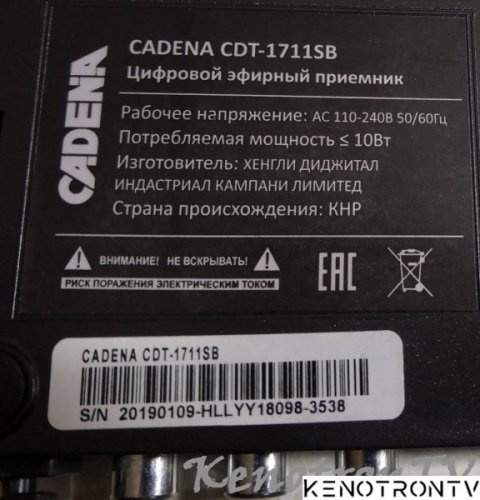 CADENA
CADENA CDT-1711SB
Цифровой эфирный приемник
Рабочее напряжение: АС 110-240В 50/60Гц
Потребляемая мощность ≤ 10Вт
Изготовитель: ХЕНГЛИ ДИДЖИТАЛ
ИНДАСТРИАЛ КАМПАНИ ЛИМИТЕД
Страна происхождения: КНР
ВНИМАНИЕ! НЕ ВСКРЫВАТЬ!
РИСК ПОРАЖЕНИЯ ЭЛЕКТРИЧЕСКИМ ТОКОМ
EAC
CADENA CDT-1711SB
S/N 20190109-HLLYY18098-3538
KenotronTV
KENOTRONTV